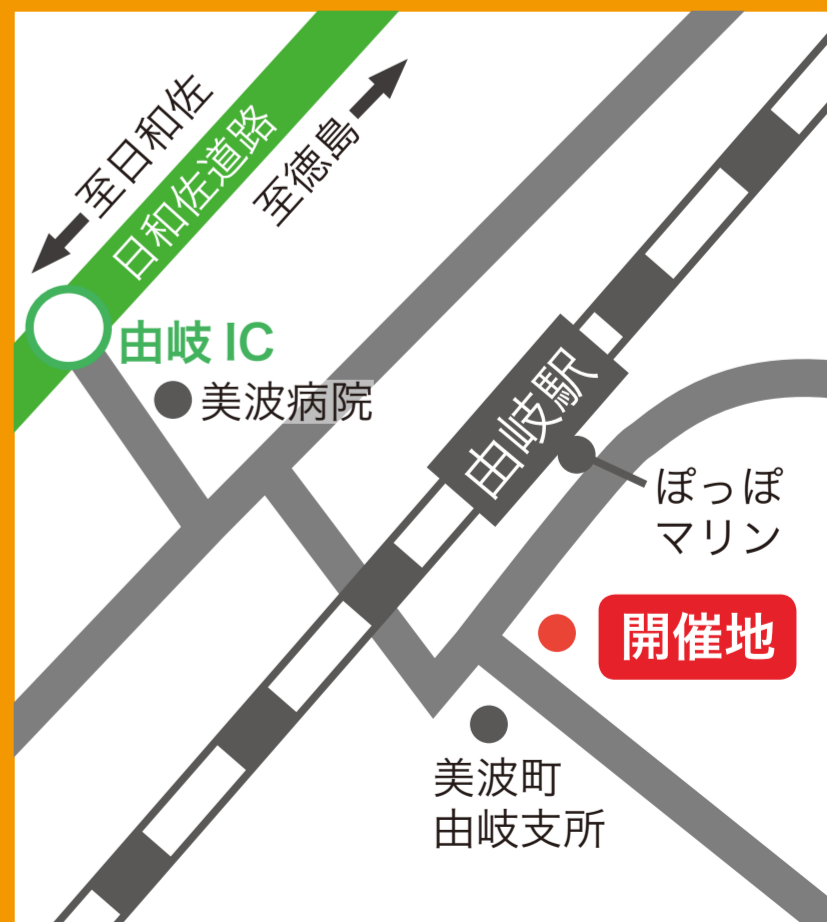 至日和佐
日和佐道路
至徳島
由岐 IC
美波病院
由岐駅
ぽっぽ
マリン
開催地
美波町
由岐支所